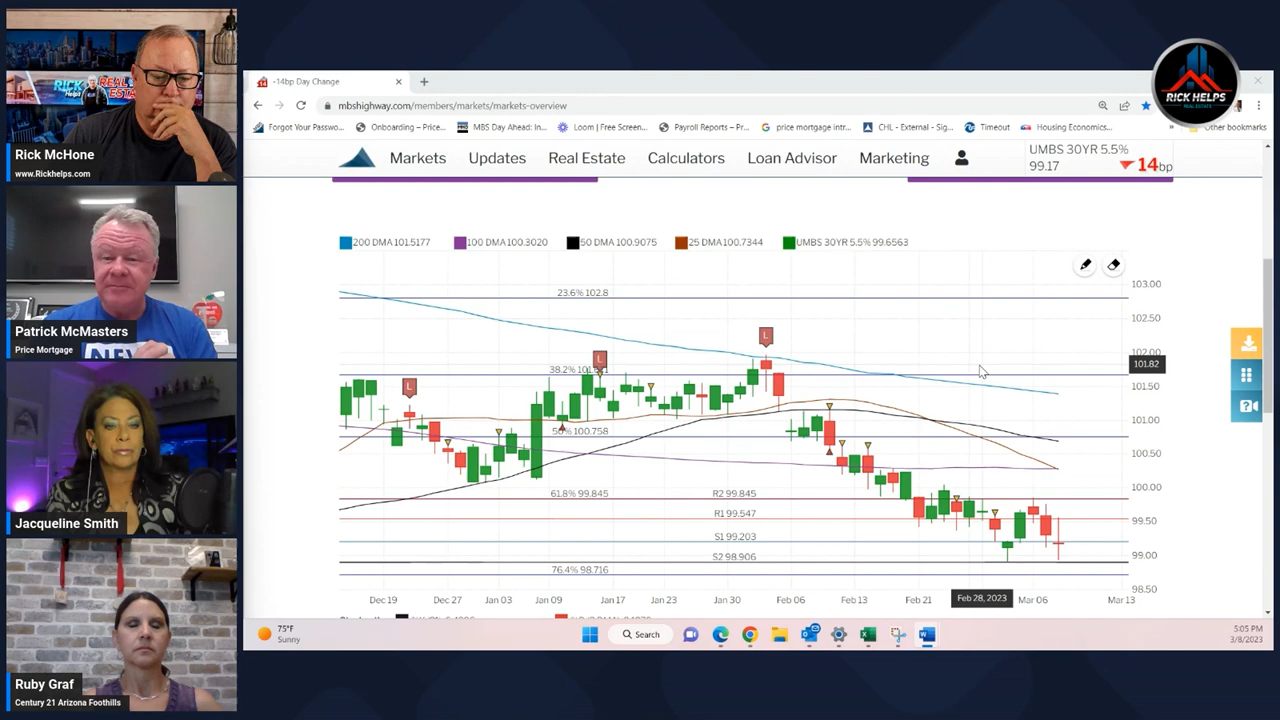 Rick McHone
www.Rickhelps.com
Patrick McMasters
Price Mortgage
Jacqueline Smith
Ruby Graf
Century 21 Arizona Foothills
RICK HELPS
REAL ESTATE
-14bp Day Change
mbshighway.com/members/markets/markets-overview
Forgot Your Passwo... Onboarding – Price... MBS Day Ahead: In... Loom | Free Screen... Payroll Reports – Pr... price mortgage intr... CHL - External - Sig... Timeout Housing Economics... » Other bookmarks
Markets Updates Real Estate Calculators Loan Advisor Marketing
UMBS 30YR 5.5%
99.17 14bp
200 DMA 101.5177 100 DMA 100.3020 50 DMA 100.9075 25 DMA 100.7344 UMBS 30YR 5.5% 99.6563
23.6% 102.8
38.2%
50% 100.758
61.8% 99.845
76.4% 98.716
R2 99.845
R1 99.547
S1 99.203
S2 98.906
L
L
L
103.00
102.50
102.00
101.82
101.50
101.00
100.50
100.00
99.50
99.00
98.50
Dec 19 Dec 27 Jan 03 Jan 09 Jan 17 Jan 23 Jan 30 Feb 06 Feb 13 Feb 21 Feb 28, 2023 Mar 06 Mar 13
75°F
Sunny
Search
5:05 PM
3/8/2023